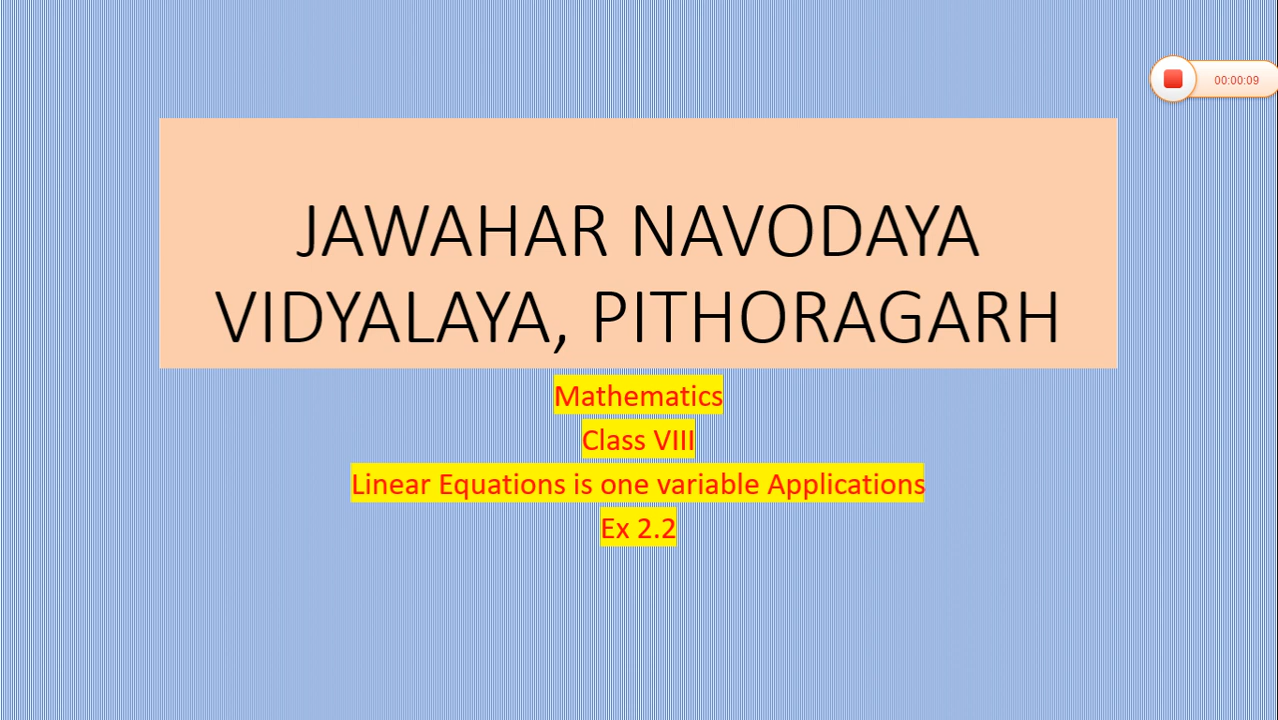 00:00:09
JAWAHAR NAVODAYA
VIDYALAYA, PITHORAGARH
Mathematics
Class VIII
Linear Equations is one variable Applications
Ex 2.2